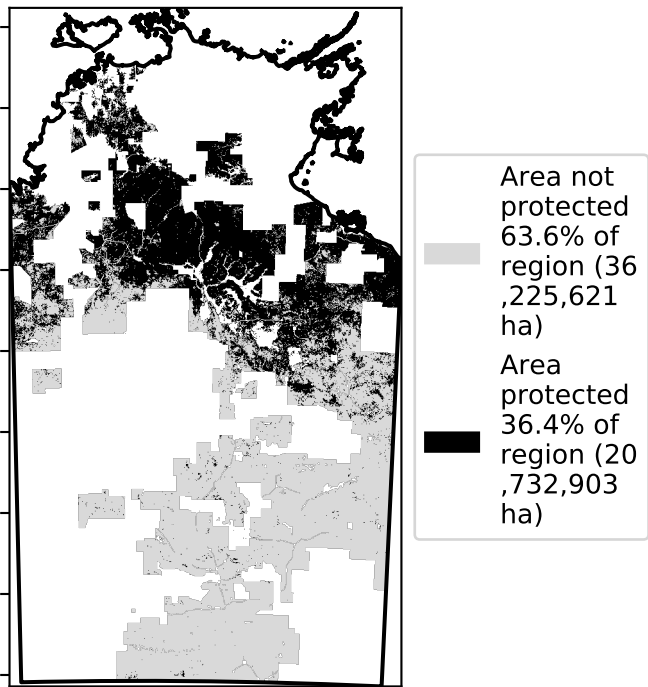 Area not
protected
63.6% of
region (36
,225,621
ha)
Area
protected
36.4% of
region (20
,732,903
ha)